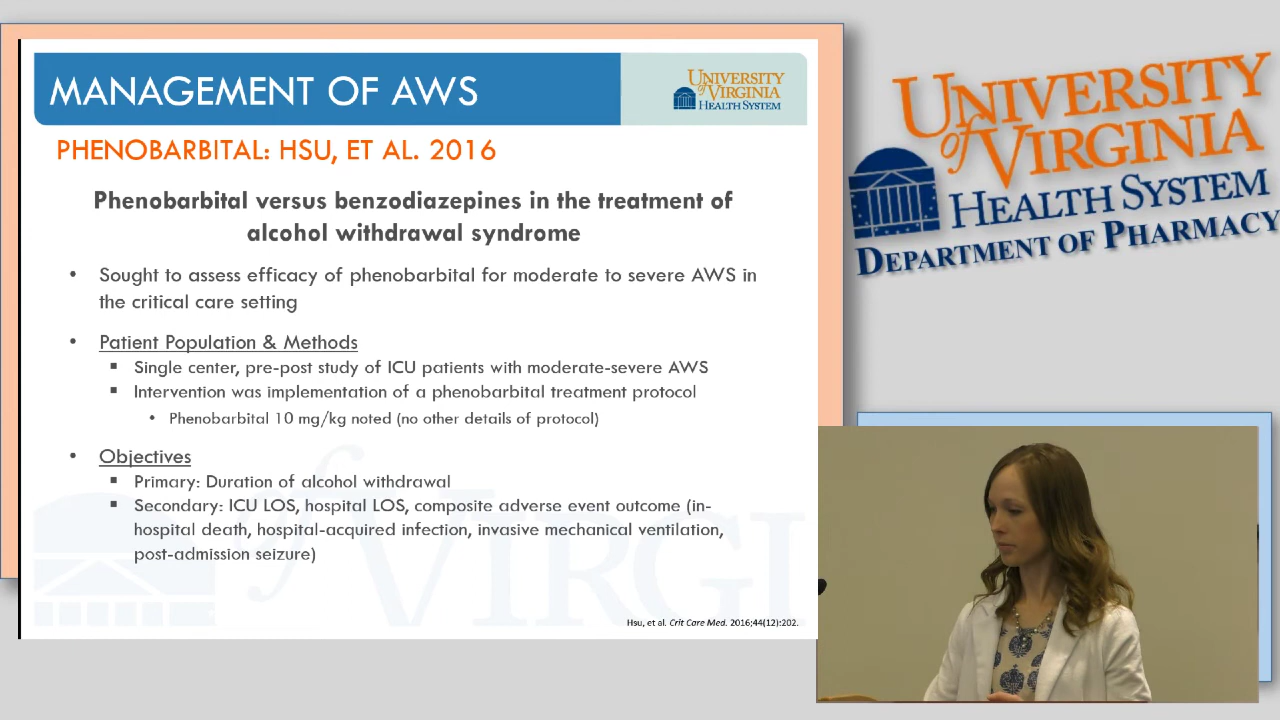 MANAGEMENT OF AWS
UNIVERSITY
of VIRGINIA
HEALTH SYSTEM
PHENOBARBITAL: HSU, ET AL. 2016
Phenobarbital versus benzodiazepines in the treatment of
alcohol withdrawal syndrome
• Sought to assess efficacy of phenobarbital for moderate to severe AWS in
the critical care setting
• Patient Population & Methods
▪ Single center, pre-post study of ICU patients with moderate-severe AWS
▪ Intervention was implementation of a phenobarbital treatment protocol
• Phenobarbital 10 mg/kg noted (no other details of protocol)
• Objectives
▪ Primary: Duration of alcohol withdrawal
▪ Secondary: ICU LOS, hospital LOS, composite adverse event outcome (in-
hospital death, hospital-acquired infection, invasive mechanical ventilation,
post-admission seizure)
of VIRGI
Hsu, et al. Crit Care Med. 2016;44(12):202.
UNIVERSITY
of VIRGINIA
HEALTH SYSTEM
DEPARTMENT OF PHARMACY